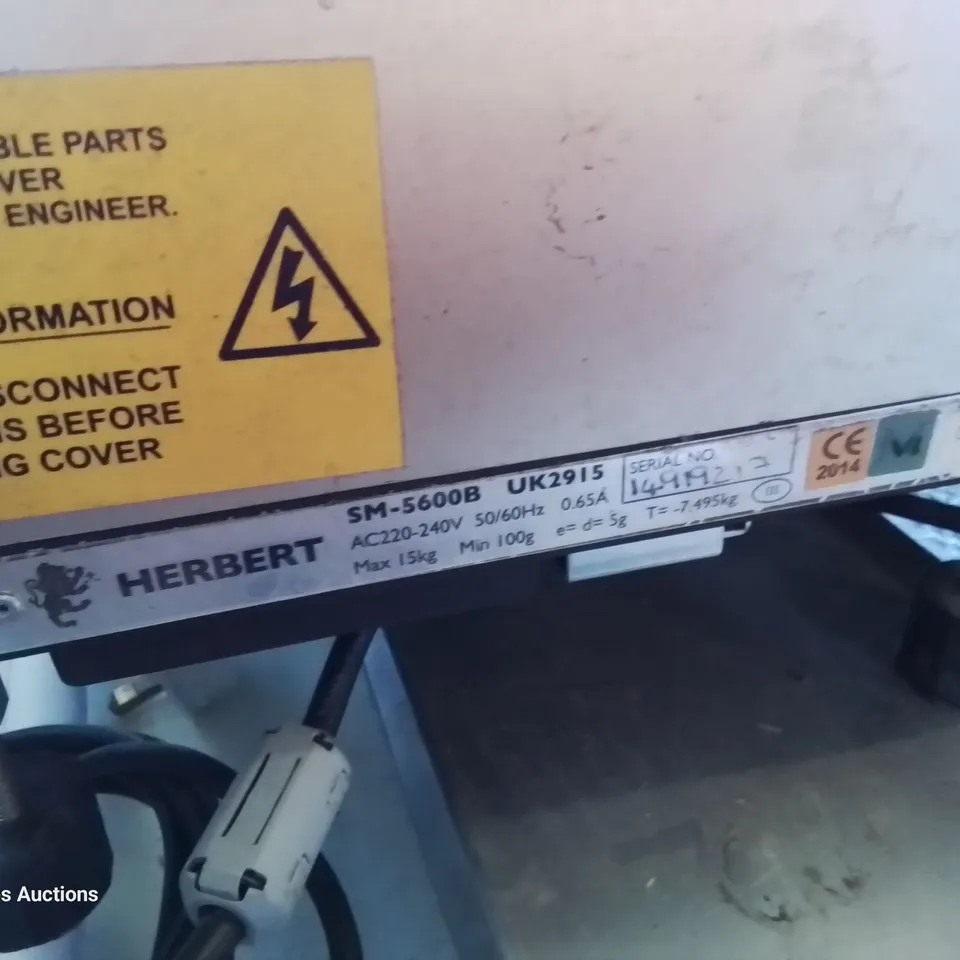 BLE PARTS
VER
ENGINEER.
ORMATION
SCONNECT
S BEFORE
G COVER
HERBERT
SM-5600B UK2915
AC220-240V 50/60Hz 0.65A
Max 15kg Min 100g e= d= 5g T= -7.495kg III
SERIAL NO.
CE
2014
M
s Auctions